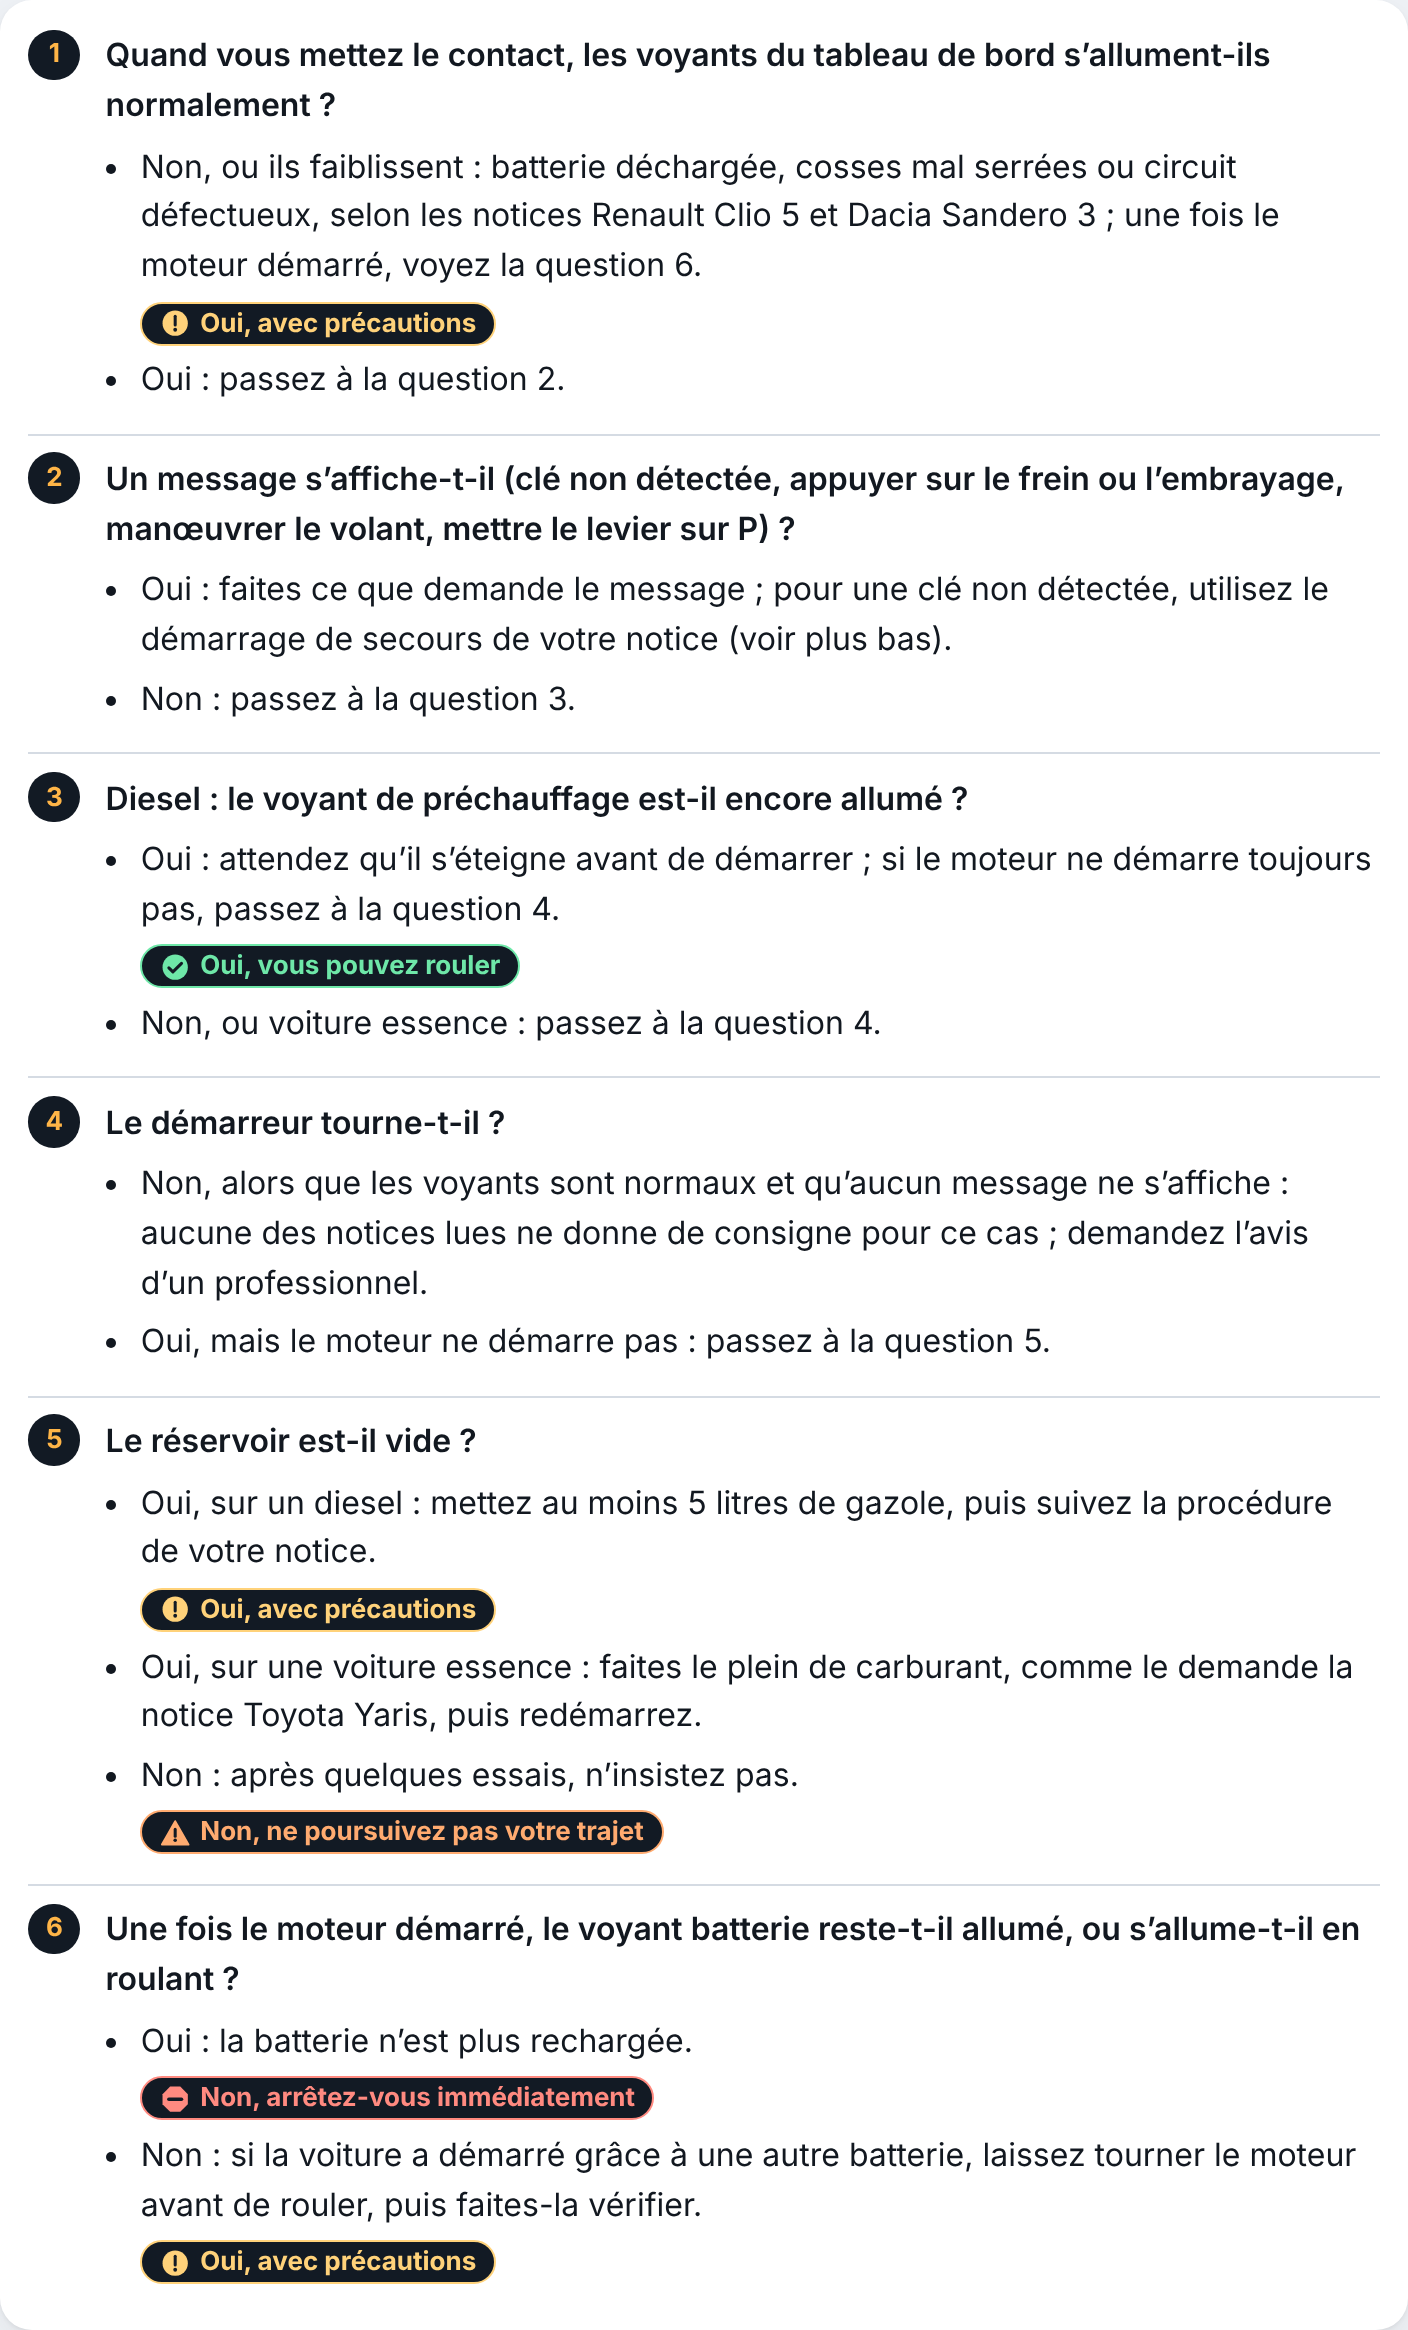 1
Quand vous mettez le contact, les voyants du tableau de bord s’allument-ils
normalement ?
• Non, ou ils faiblissent : batterie déchargée, cosses mal serrées ou circuit
défectueux, selon les notices Renault Clio 5 et Dacia Sandero 3 ; une fois le
moteur démarré, voyez la question 6.
Oui, avec précautions
• Oui : passez à la question 2.
2
Un message s’affiche-t-il (clé non détectée, appuyer sur le frein ou l’embrayage,
manœuvrer le volant, mettre le levier sur P) ?
• Oui : faites ce que demande le message ; pour une clé non détectée, utilisez le
démarrage de secours de votre notice (voir plus bas).
• Non : passez à la question 3.
3
Diesel : le voyant de préchauffage est-il encore allumé ?
• Oui : attendez qu’il s’éteigne avant de démarrer ; si le moteur ne démarre toujours
pas, passez à la question 4.
Oui, vous pouvez rouler
• Non, ou voiture essence : passez à la question 4.
4
Le démarreur tourne-t-il ?
• Non, alors que les voyants sont normaux et qu’aucun message ne s’affiche :
aucune des notices lues ne donne de consigne pour ce cas ; demandez l’avis
d’un professionnel.
• Oui, mais le moteur ne démarre pas : passez à la question 5.
5
Le réservoir est-il vide ?
• Oui, sur un diesel : mettez au moins 5 litres de gazole, puis suivez la procédure
de votre notice.
Oui, avec précautions
• Oui, sur une voiture essence : faites le plein de carburant, comme le demande la
notice Toyota Yaris, puis redémarrez.
• Non : après quelques essais, n’insistez pas.
Non, ne poursuivez pas votre trajet
6
Une fois le moteur démarré, le voyant batterie reste-t-il allumé, ou s’allume-t-il en
roulant ?
• Oui : la batterie n’est plus rechargée.
Non, arrêtez-vous immédiatement
• Non : si la voiture a démarré grâce à une autre batterie, laissez tourner le moteur
avant de rouler, puis faites-la vérifier.
Oui, avec précautions